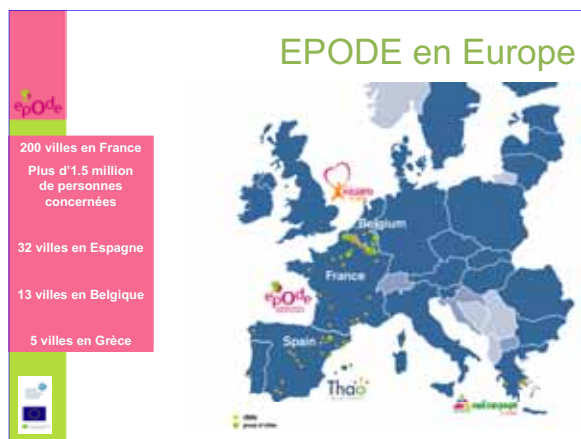 EPODE en Europe
epode
200 villes en France
Plus d'1.5 million
de personnes
concernées
32 villes en Espagne
13 villes en Belgique
5 villes en Grèce
Belgium
France
epode
Spain
Thao